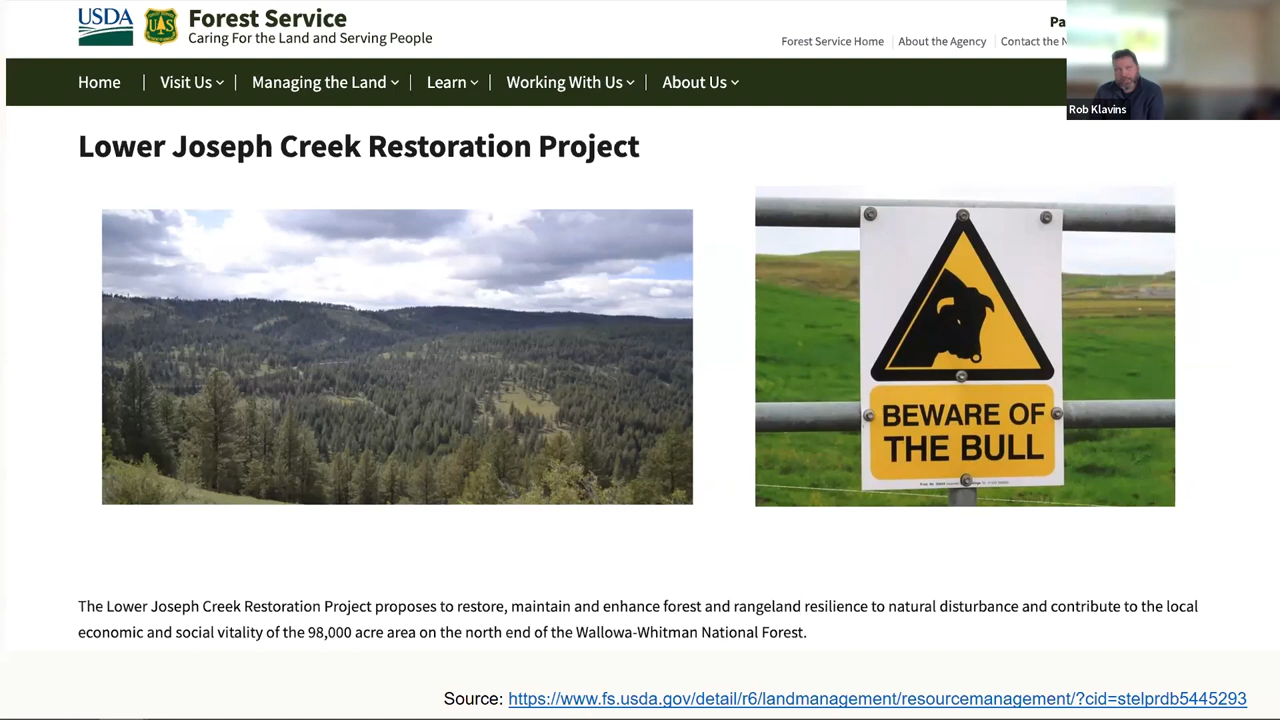 USDA
UAS
Forest Service
Caring For the Land and Serving People
Pa
Forest Service Home
About the Agency
Contact the N
Home
Visit Us
Managing the Land
Learn
Working With Us
About Us
Rob Klavins
Lower Joseph Creek Restoration Project
BEWARE OF
THE BULL
The Lower Joseph Creek Restoration Project proposes to restore, maintain and enhance forest and rangeland resilience to natural disturbance and contribute to the local
economic and social vitality of the 98,000 acre area on the north end of the Wallowa-Whitman National Forest.
Source: https://www.fs.usda.gov/detail/r6/landmanagement/resourcemanagement/?cid=stelprdb5445293